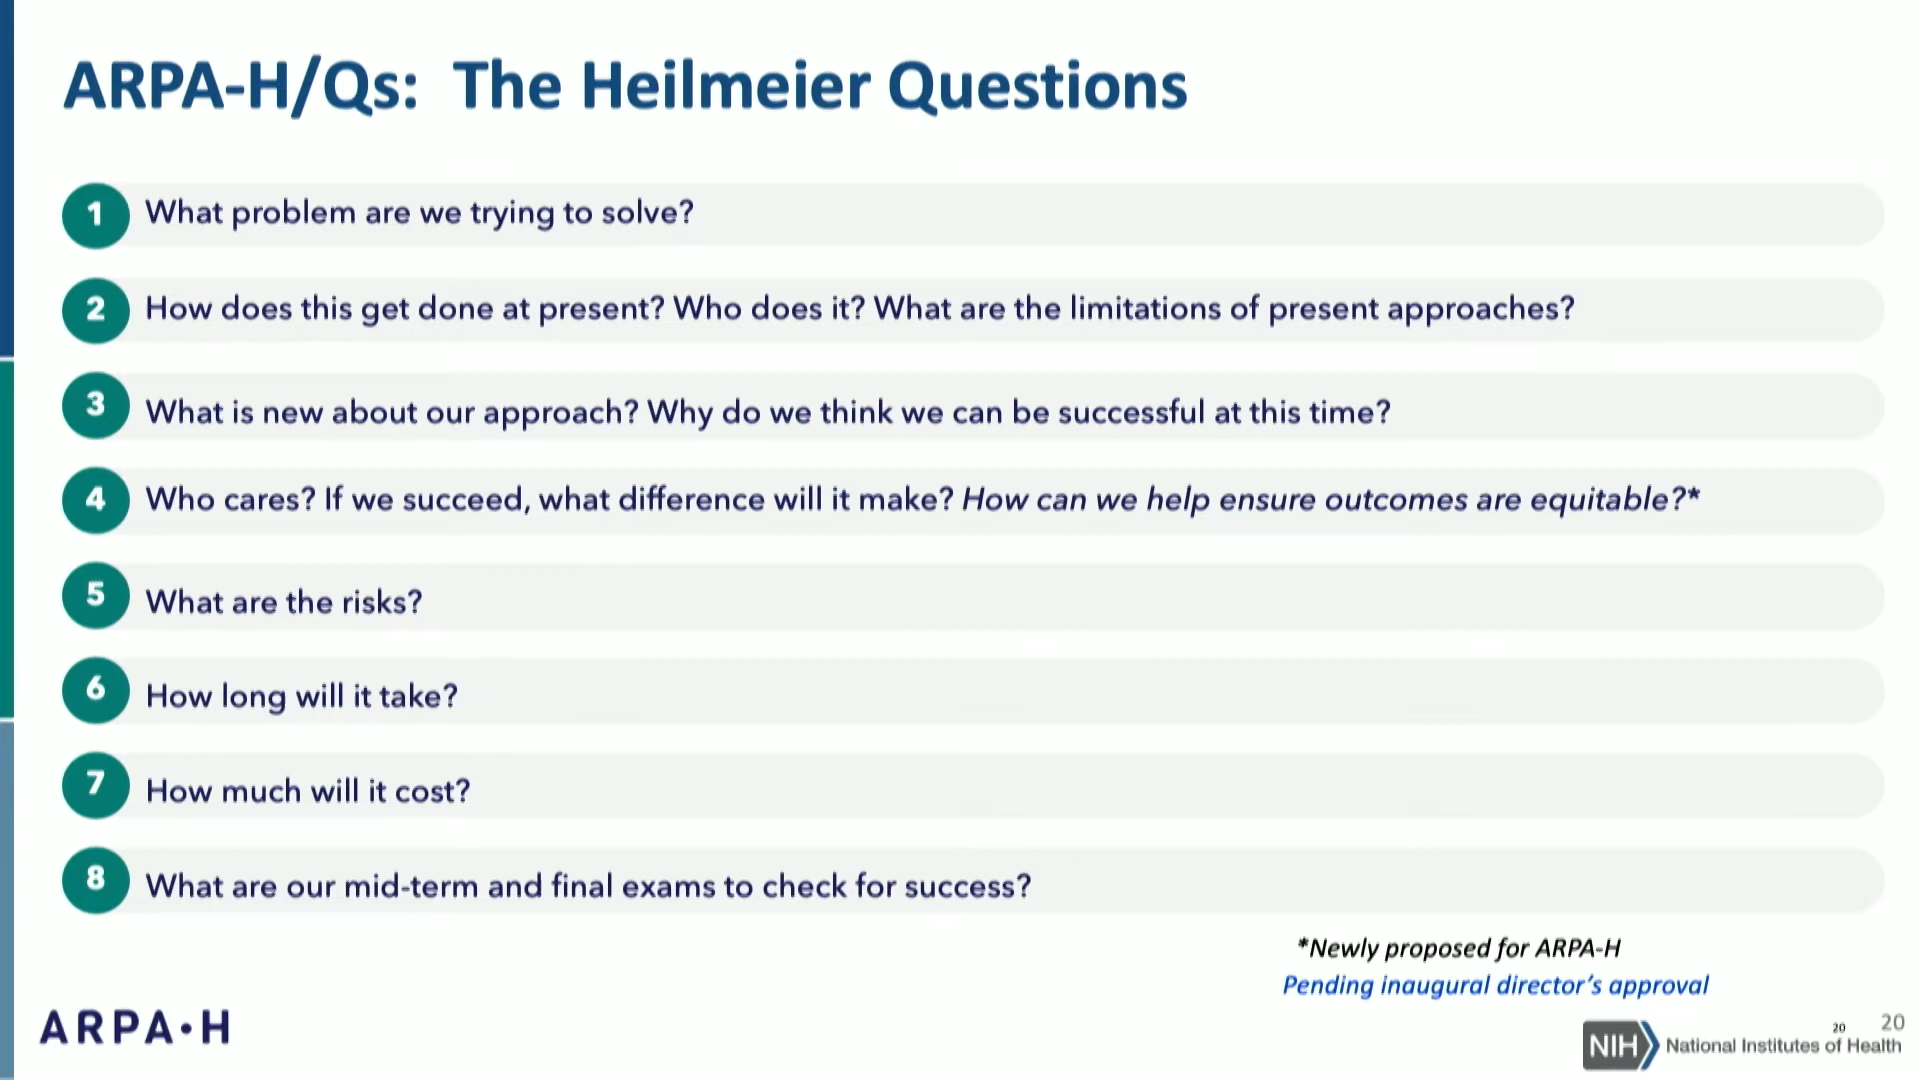 ARPA-H/Qs:  The Heilmeier Questions
1 What problem are we trying to solve?
2 How does this get done at present? Who does it? What are the limitations of present approaches?
3 What is new about our approach? Why do we think we can be successful at this time?
4 Who cares? If we succeed, what difference will it make? How can we help ensure outcomes are equitable?*
5 What are the risks?
6 How long will it take?
7 How much will it cost?
8 What are our mid-term and final exams to check for success?
*Newly proposed for ARPA-H
Pending inaugural director's approval
ARPA·H
20
20
NIH National Institutes of Health